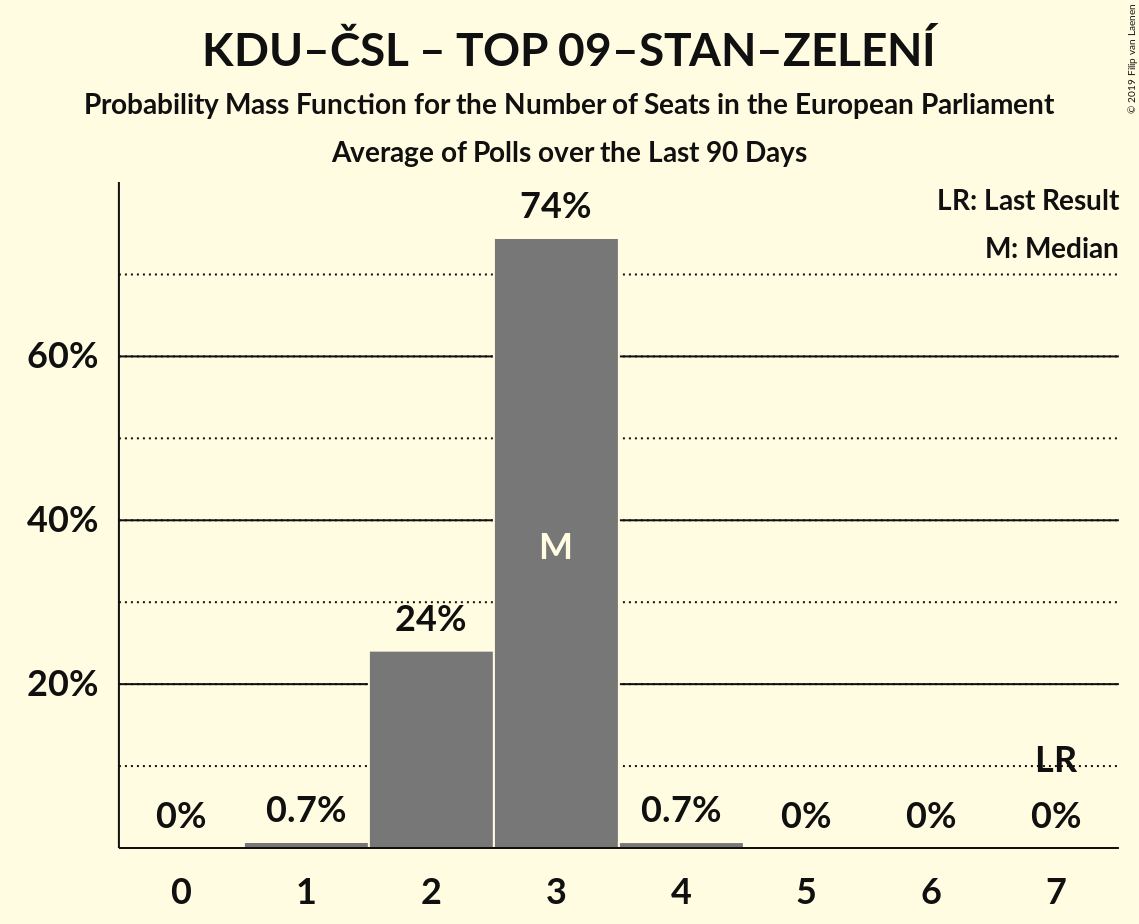 KDU–ČSL – TOP 09–STAN–ZELENÍ
Probability Mass Function for the Number of Seats in the European Parliament
Average of Polls over the Last 90 Days
© 2019 Filip van Laenen
LR: Last Result
M: Median
74%
60%
40%
M
24%
20%
LR
0%
0.7%
0.7%
0%
0%
0%
0 1 2 3 4 5 6 7